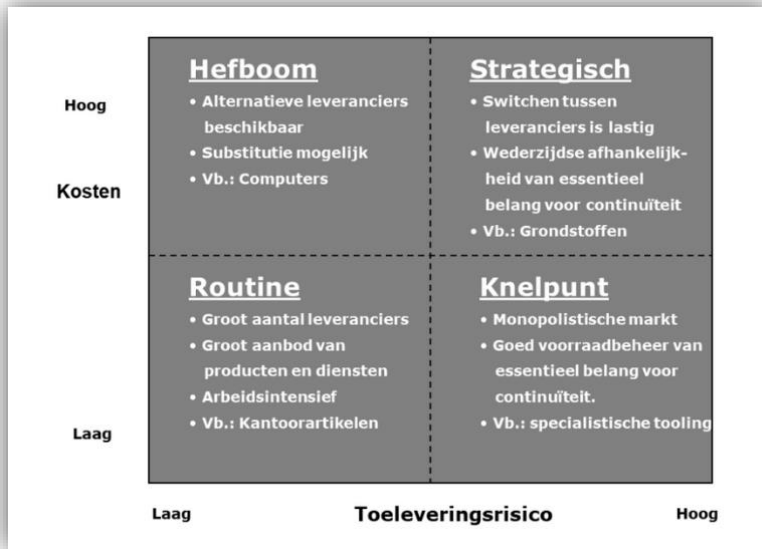 Hefboom
• Alternatieve leveranciers
beschikbaar
• Substitutie mogelijk
• Vb.: Computers
Strategisch
• Switchen tussen
leveranciers is lastig
• Wederzijdse afhankelijk-
heid van essentieel
belang voor continuïteit
• Vb.: Grondstoffen
Hoog
Kosten
Laag
Routine
• Groot aantal leveranciers
• Groot aanbod van
producten en diensten
• Arbeidsintensief
• Vb.: Kantoorartikelen
Knelpunt
• Monopolistische markt
• Goed voorraadbeheer van
essentieel belang voor
continuïteit.
• Vb.: specialistische tooling
Laag
Toeleveringsrisico
Hoog